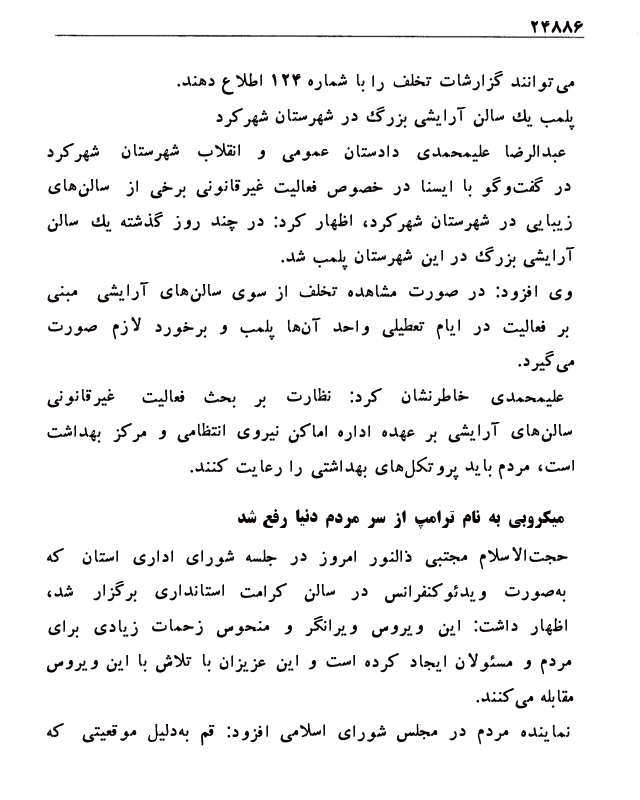 ۲۴۸۸۶
می‌توانند گزارشات تخلف را با شماره ۱۲۴ اطلاع دهند.
پلمب یك سالن آرایشی بزرگ در شهرستان شهرکرد
عبدالرضا علیمحمدی دادستان عمومی و انقلاب شهرستان شهرکرد
در گفت‌وگو با ایسنا در خصوص فعالیت غیرقانونی برخی از سالن‌های
زیبایی در شهرستان شهرکرد، اظهار کرد: در چند روز گذشته یك سالن
آرایشی بزرگ در این شهرستان پلمب شد.
وی افزود: در صورت مشاهده تخلف از سوی سالن‌های آرایشی مبنی
بر فعالیت در ایام تعطیلی واحد آن‌ها پلمب و برخورد لازم صورت
می‌گیرد.
علیمحمدی خاطرنشان کرد: نظارت بر بحث فعالیت غیرقانونی
سالن‌های آرایشی بر عهده اداره اماکن نیروی انتظامی و مرکز بهداشت
است، مردم باید پروتکل‌های بهداشتی را رعایت کنند.
میکروبی به نام ترامپ از سر مردم دنیا رفع شد
حجت‌الاسلام مجتبی ذالنور امروز در جلسه شورای اداری استان که
به‌صورت ویدئوکنفرانس در سالن کرامت استانداری برگزار شد،
اظهار داشت: این ویروس ویرانگر و منحوس زحمات زیادی برای
مردم و مسئولان ایجاد کرده است و این عزیزان با تلاش با این ویروس
مقابله می‌کنند.
نماینده مردم در مجلس شورای اسلامی افزود: قم به‌دلیل موقعیتی که